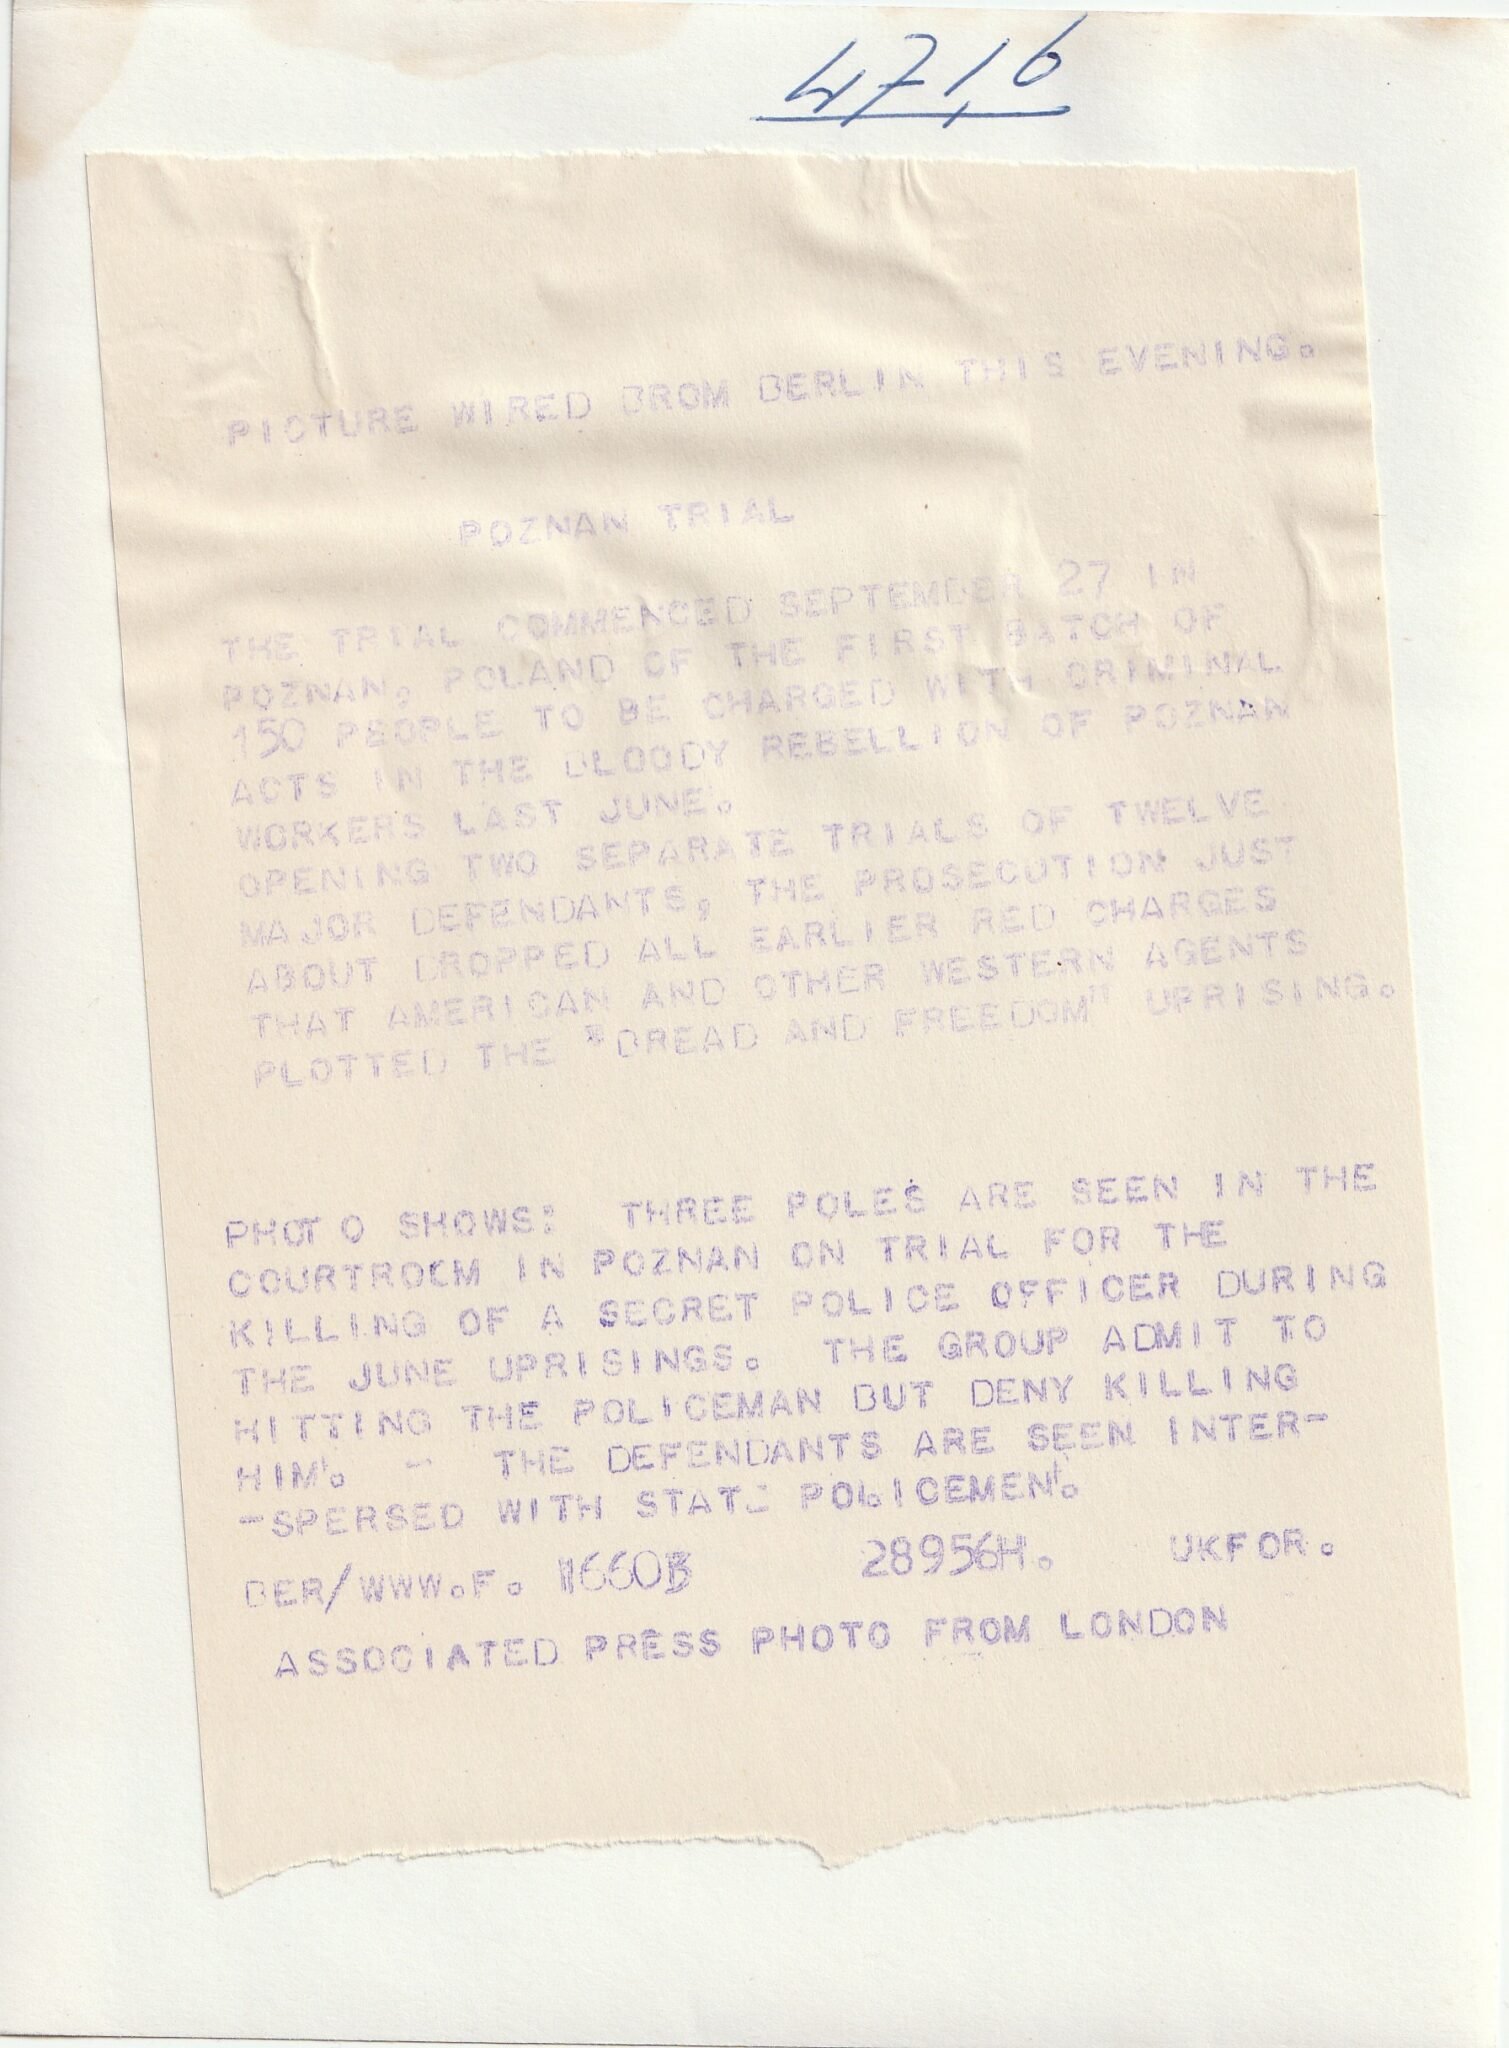 4716
PICTURE WIRED BROM BERLIN THIS EVENING.
POZNAN TRIAL
THE TRIAL COMMENCED SEPTEMBER 27 IN
POZNAN, POLAND OF THE FIRST BATCH OF
150 PEOPLE TO BE CHARGED WITH CRIMINAL
ACTS IN THE BLOODY REBELLION OF POZNAN
WORKERS LAST JUNE.
OPENING TWO SEPARATE TRIALS OF TWELVE
MAJOR DEFENDANTS, THE PROSECUTION JUST
ABOUT DROPPED ALL EARLIER RED CHARGES
THAT AMERICAN AND OTHER WESTERN AGENTS
PLOTTED THE "BREAD AND FREEDOM" UPRISING.
PHOTO SHOWS: THREE POLES ARE SEEN IN THE
COURTROOM IN POZNAN ON TRIAL FOR THE
KILLING OF A SECRET POLICE OFFICER DURING
THE JUNE UPRISINGS. THE GROUP ADMIT TO
HITTING THE POLICEMAN BUT DENY KILLING
HIM. - THE DEFENDANTS ARE SEEN INTER-
-SPERSED WITH STATE POLICEMEN.
BER/WWW.F. 11660B 28956H. UKFOR.
ASSOCIATED PRESS PHOTO FROM LONDON